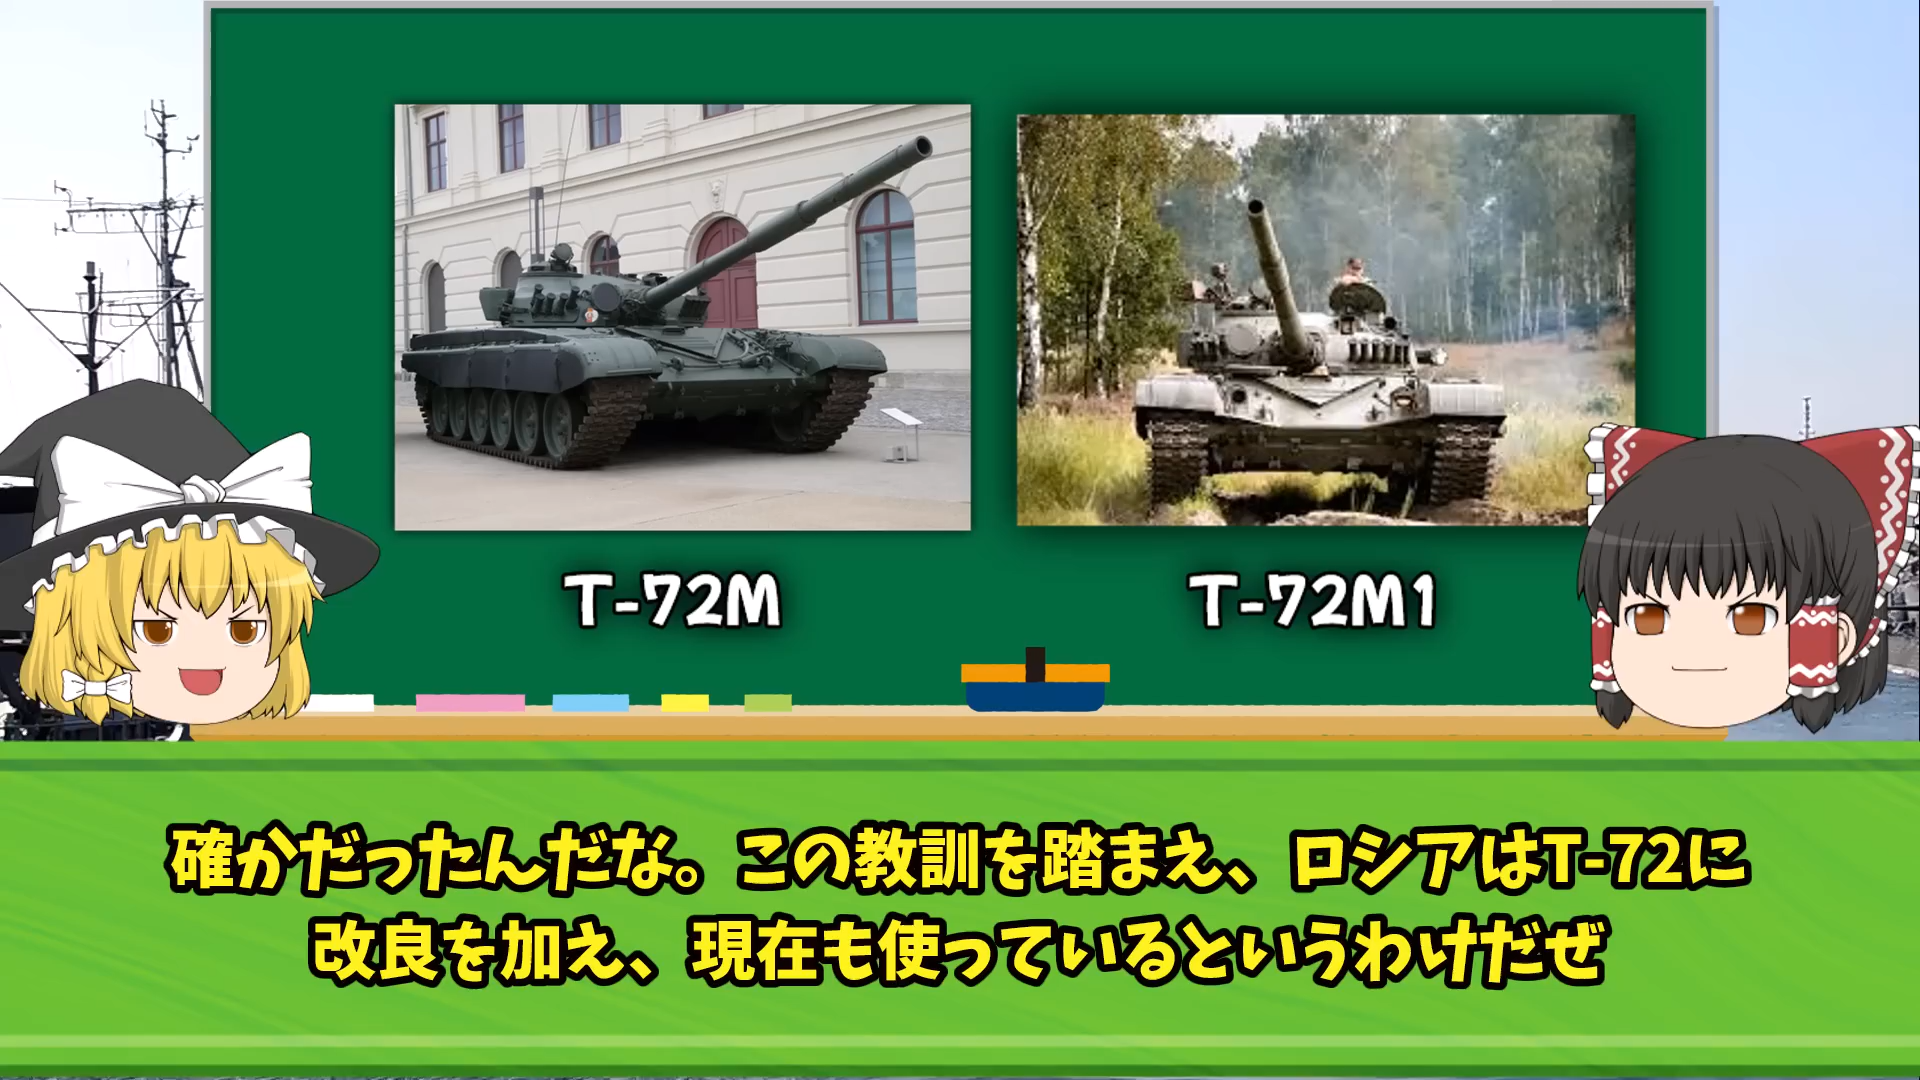 T-72M
T-72M1
確かだったんだな。この教訓を踏まえ、ロシアはT-72に
改良を加え、現在も使っているというわけだぜ